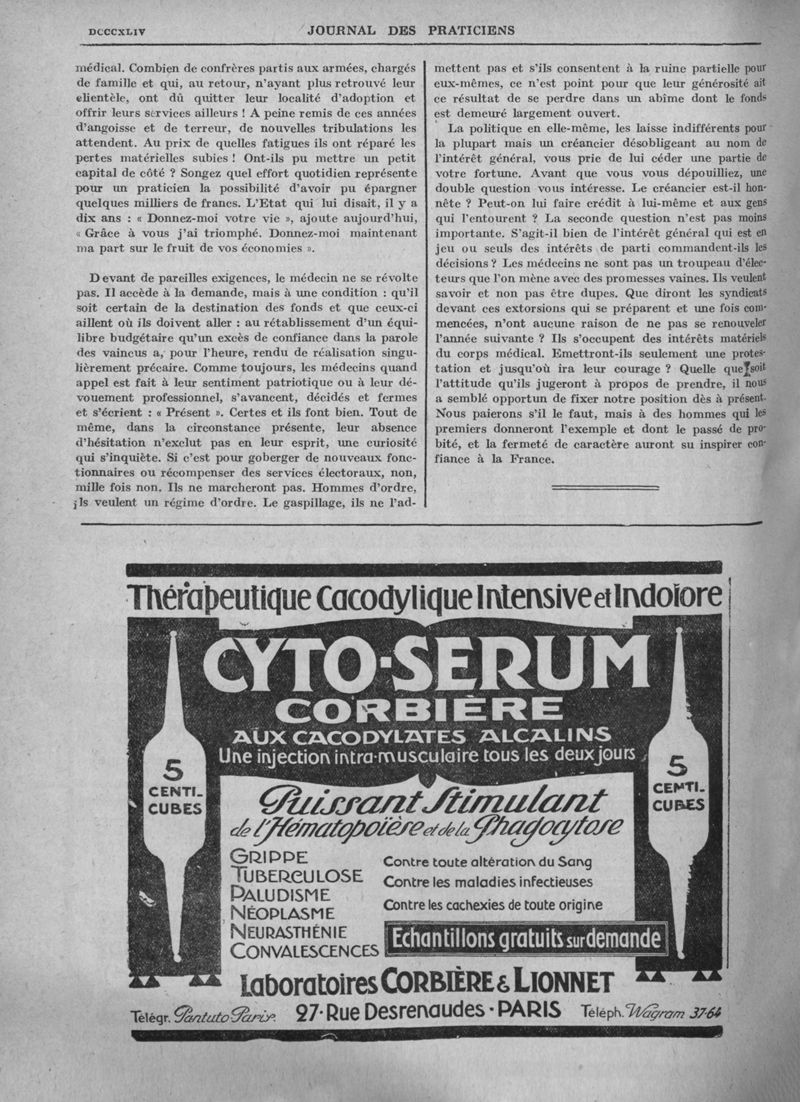 DCCCXLIV
JOURNAL DES PRATICIENS
médical. Combien de confrères partis aux armées, chargés
de famille et qui, au retour, n'ayant plus retrouvé leur
clientèle, ont dû quitter leur localité d'adoption et
offrir leurs services ailleurs ! A peine remis de ces années
d'angoisse et de terreur, de nouvelles tribulations les
attendent. Au prix de quelles fatigues ils ont réparé les
pertes matérielles subies ! Ont-ils pu mettre un petit
capital de côté ? Songez quel effort quotidien représente
pour un praticien la possibilité d'avoir pu épargner
quelques milliers de francs. L'Etat qui lui disait, il y a
dix ans : « Donnez-moi votre vie », ajoute aujourd'hui,
« Grâce à vous j'ai triomphé. Donnez-moi maintenant
ma part sur le fruit de vos économies ».
Devant de pareilles exigences, le médecin ne se révolte
pas. Il accède à la demande, mais à une condition : qu'il
soit certain de la destination des fonds et que ceux-ci
aillent où ils doivent aller : au rétablissement d'un équi-
libre budgétaire qu'un excès de confiance dans la parole
des vaincus a, pour l'heure, rendu de réalisation singu-
lièrement précaire. Comme toujours, les médecins quand
appel est fait à leur sentiment patriotique ou à leur dé-
vouement professionnel, s'avancent, décidés et fermes
et s'écrient : « Présent ». Certes et ils font bien. Tout de
même, dans la circonstance présente, leur absence
d'hésitation n'exclut pas en leur esprit, une curiosité
qui s'inquiète. Si c'est pour goberger de nouveaux fonc-
tionnaires ou récompenser des services électoraux, non,
mille fois non. Ils ne marcheront pas. Hommes d'ordre,
ils veulent un régime d'ordre. Le gaspillage, ils ne l'ad-
mettent pas et s'ils consentent à la ruine partielle pour
eux-mêmes, ce n'est point pour que leur générosité ait
ce résultat de se perdre dans un abîme dont le fonds
est demeuré largement ouvert.
La politique en elle-même, les laisse indifférents pour
la plupart mais un créancier désobligeant au nom de
l'intérêt général, vous prie de lui céder une partie de
votre fortune. Avant que vous vous dépouilliez, une
double question vous intéresse. Le créancier est-il hon-
nête ? Peut-on lui faire crédit à lui-même et aux gens
qui l'entourent ? La seconde question n'est pas moins
importante. S'agit-il bien de l'intérêt général qui est en
jeu ou seuls des intérêts de parti commandent-ils les
décisions ? Les médecins ne sont pas un troupeau d'élec-
teurs que l'on mène avec des promesses vaines. Ils veulent
savoir et non pas être dupes. Que diront les syndicats
devant ces extorsions qui se préparent et une fois com-
mencées, n'ont aucune raison de ne pas se renouveler
l'année suivante ? Ils s'occupent des intérêts matériels
du corps médical. Emettront-ils seulement une protes-
tation et jusqu'où ira leur courage ? Quelle que soit
l'attitude qu'ils jugeront à propos de prendre, il nous
a semblé opportun de fixer notre position dès à présent.
Nous paierons s'il le faut, mais à des hommes qui les
premiers donneront l'exemple et dont le passé de pro-
bité, et la fermeté de caractère auront su inspirer con-
fiance à la France.
Thérapeutique Cacodylique Intensive et Indolore
CYTO-SERUM
CORBIÈRE
AUX CACODYLATES ALCALINS
Une injection intra-musculaire tous les deux jours
5
CENTI-
CUBES
5
CENTI-
CUBES
Puissant Stimulant
de l'Hématopoïèse et de la Phagocytose
GRIPPE
TUBERCULOSE
PALUDISME
NÉOPLASME
NEURASTHÉNIE
CONVALESCENCES
Contre toute altération du Sang
Contre les maladies infectieuses
Contre les cachexies de toute origine
Echantillons gratuits sur demande
Laboratoires CORBIÈRE & LIONNET
Télégr. Pantuto Paris. 27·Rue Desrenaudes·PARIS Téléph. Wagram 37-64